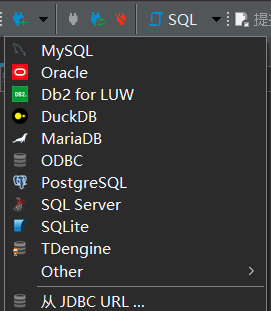 SQL
提
MySQL
Oracle
DB2.
Db2 for LUW
DuckDB
MariaDB
ODBC
PostgreSQL
SQL Server
SQLite
TDengine
Other
从 JDBC URL ...